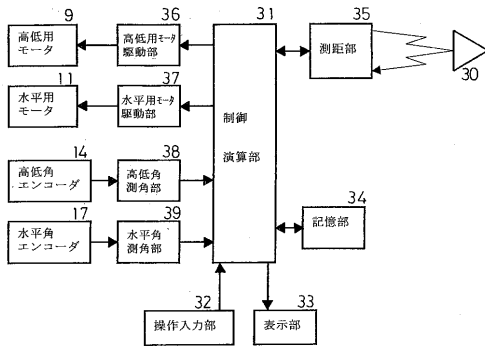 9
高低用
モータ
36
高低用モータ
駆動部
31
制御
演算部
35
測距部
30
11
水平用
モータ
37
水平用モータ
駆動部
14
高低角
エンコーダ
38
高低角
測角部
17
水平角
エンコーダ
39
水平角
測角部
34
記憶部
32
操作入力部
33
表示部